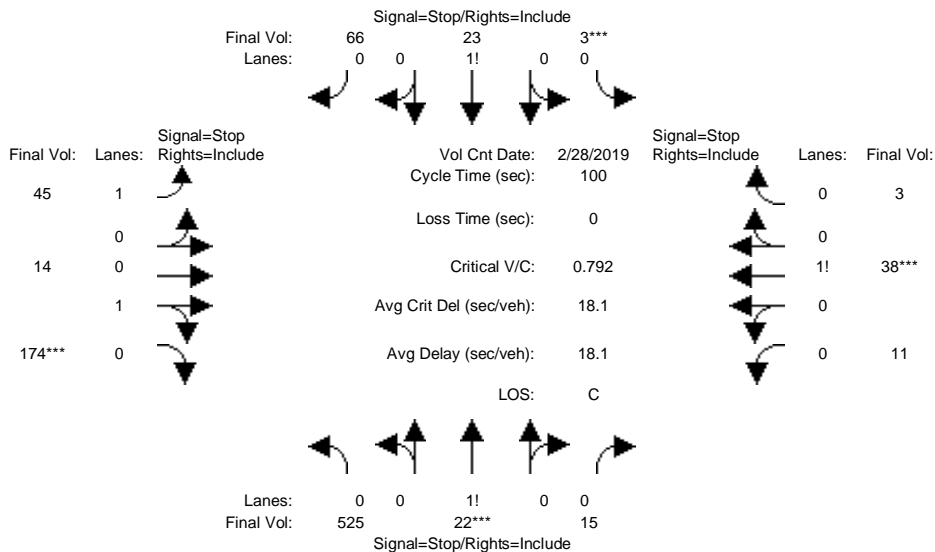 Signal=Stop/Rights=Include
Final Vol: 66 23 3***
Lanes: 0 0 1! 0 0
Signal=Stop Signal=Stop
Final Vol: Lanes: Rights=Include Vol Cnt Date: 2/28/2019 Rights=Include Lanes: Final Vol:
Cycle Time (sec): 100
45 1 0 3
Loss Time (sec): 0
0 0
14 0 Critical V/C: 0.792 1! 38***
1 Avg Crit Del (sec/veh): 18.1 0
174*** 0 Avg Delay (sec/veh): 18.1 0 11
LOS: C
Lanes: 0 0 1! 0 0
Final Vol: 525 22*** 15
Signal=Stop/Rights=Include